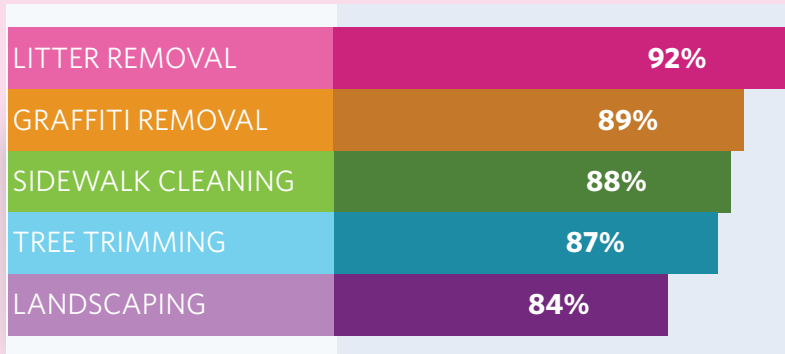 LITTER REMOVAL 92%
GRAFFITI REMOVAL 89%
SIDEWALK CLEANING 88%
TREE TRIMMING 87%
LANDSCAPING 84%